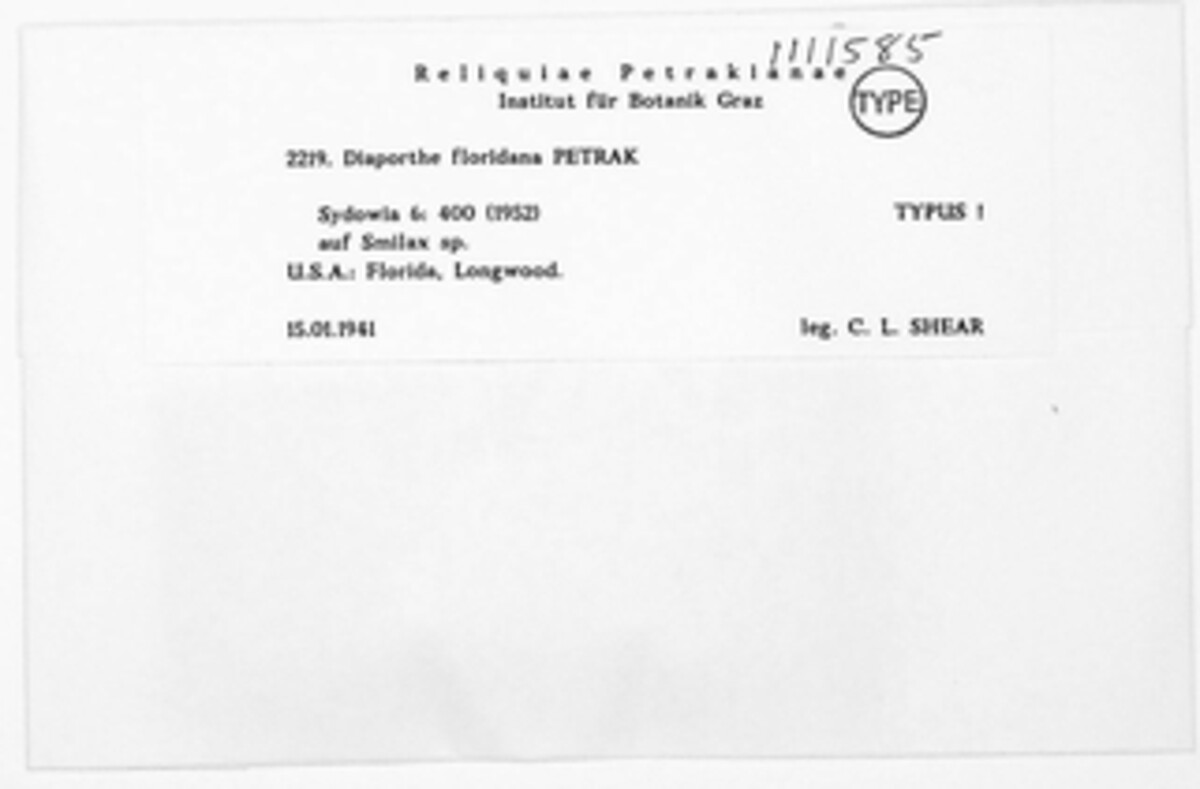 1111585
Reliquiae Petrakianae
Institut für Botanik Graz
TYPE
2219. Diaporthe floridana PETRAK
Sydowia 6: 400 (1952)
TYPUS !
auf Smilax sp.
U.S.A.: Florida, Longwood.
15.01.1941
leg. C. L. SHEAR